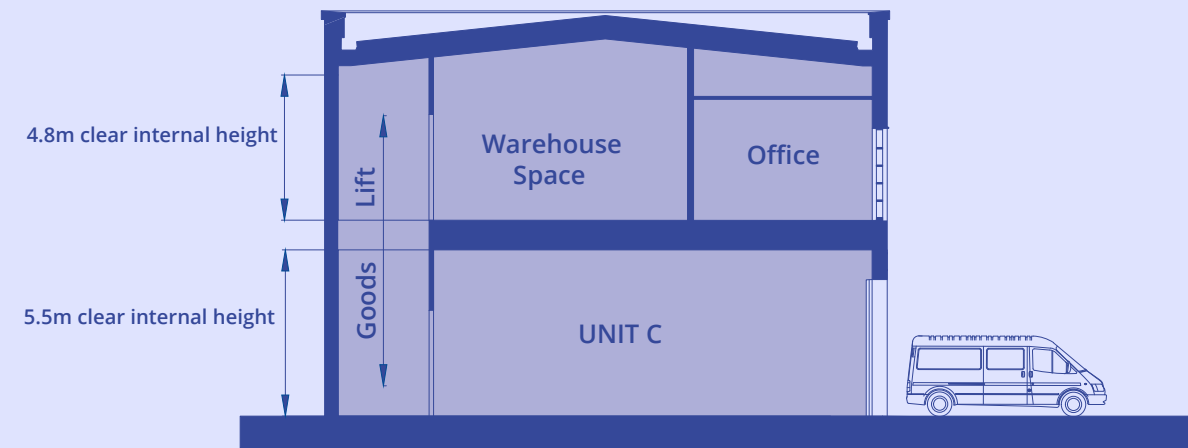 4.8m clear internal height
Warehouse
Space
Office
Goods Lift
5.5m clear internal height
UNIT C